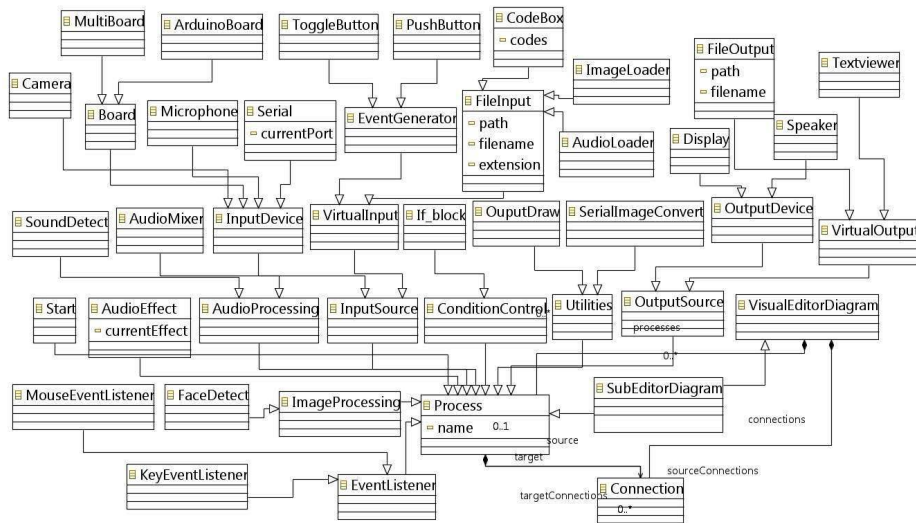 MultiBoard
ArduinoBoard
ToggleButton
PushButton
CodeBox
codes
FileOutput
path
filename
Textviewer
Camera
Board
Microphone
Serial
currentPort
EventGenerator
FileInput
path
filename
extension
ImageLoader
AudioLoader
Display
Speaker
SoundDetect
AudioMixer
InputDevice
VirtualInput
If_block
OuputDraw
SerialImageConvert
OutputDevice
VirtualOutput
Start
AudioEffect
currentEffect
AudioProcessing
InputSource
ConditionControl
0..*
Utilities
OutputSource
processes
0..*
VisualEditorDiagram
MouseEventListener
FaceDetect
ImageProcessing
Process
name
0..1
SubEditorDiagram
connections
source
target
sourceConnections
KeyEventListener
EventListener
targetConnections
Connection
0..*